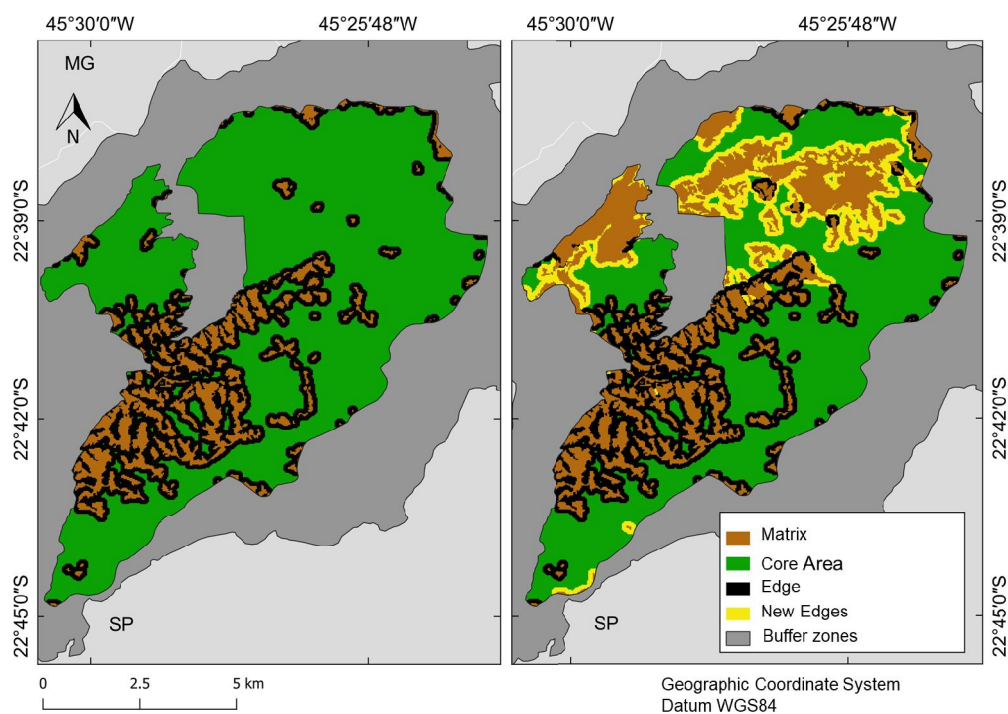 45°30′0″W 45°25′48″W 45°30′0″W 45°25′48″W
MG
N
22°39′0″S
22°42′0″S
22°45′0″S
SP
0 2.5 5 km
22°39′0″S
22°42′0″S
22°45′0″S
SP
Matrix
Core Area
Edge
New Edges
Buffer zones
Geographic Coordinate System
Datum WGS84